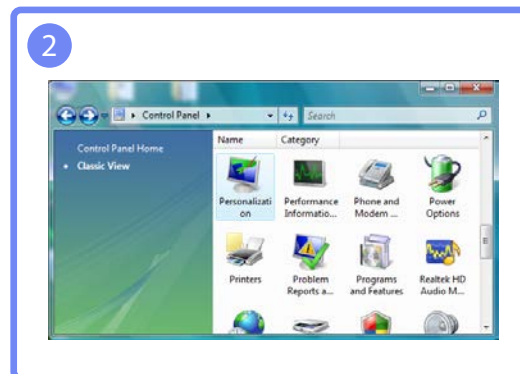 2
Control Panel
Search
Control Panel Home
Classic View
Name Category
Personalizati
on
Performance
Informatio...
Phone and
Modem ...
Power
Options
Printers
Problem
Reports a...
Programs
and Features
Realtek HD
Audio M...